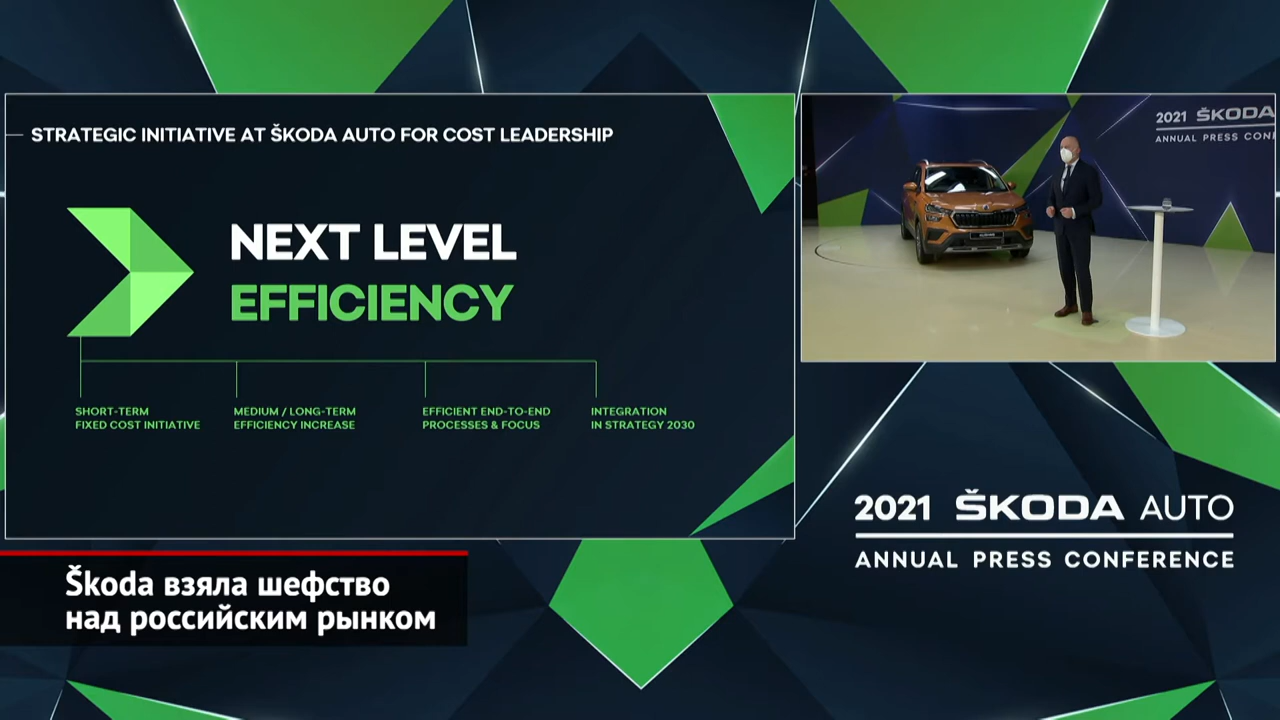 STRATEGIC INITIATIVE AT ŠKODA AUTO FOR COST LEADERSHIP
NEXT LEVEL
EFFICIENCY
SHORT-TERM
FIXED COST INITIATIVE
MEDIUM / LONG-TERM
EFFICIENCY INCREASE
EFFICIENT END-TO-END
PROCESSES & FOCUS
INTEGRATION
IN STRATEGY 2030
2021 ŠKODA
ANNUAL PRESS CON
2021 ŠKODA AUTO
ANNUAL PRESS CONFERENCE
Škoda взяла шефство
над российским рынком